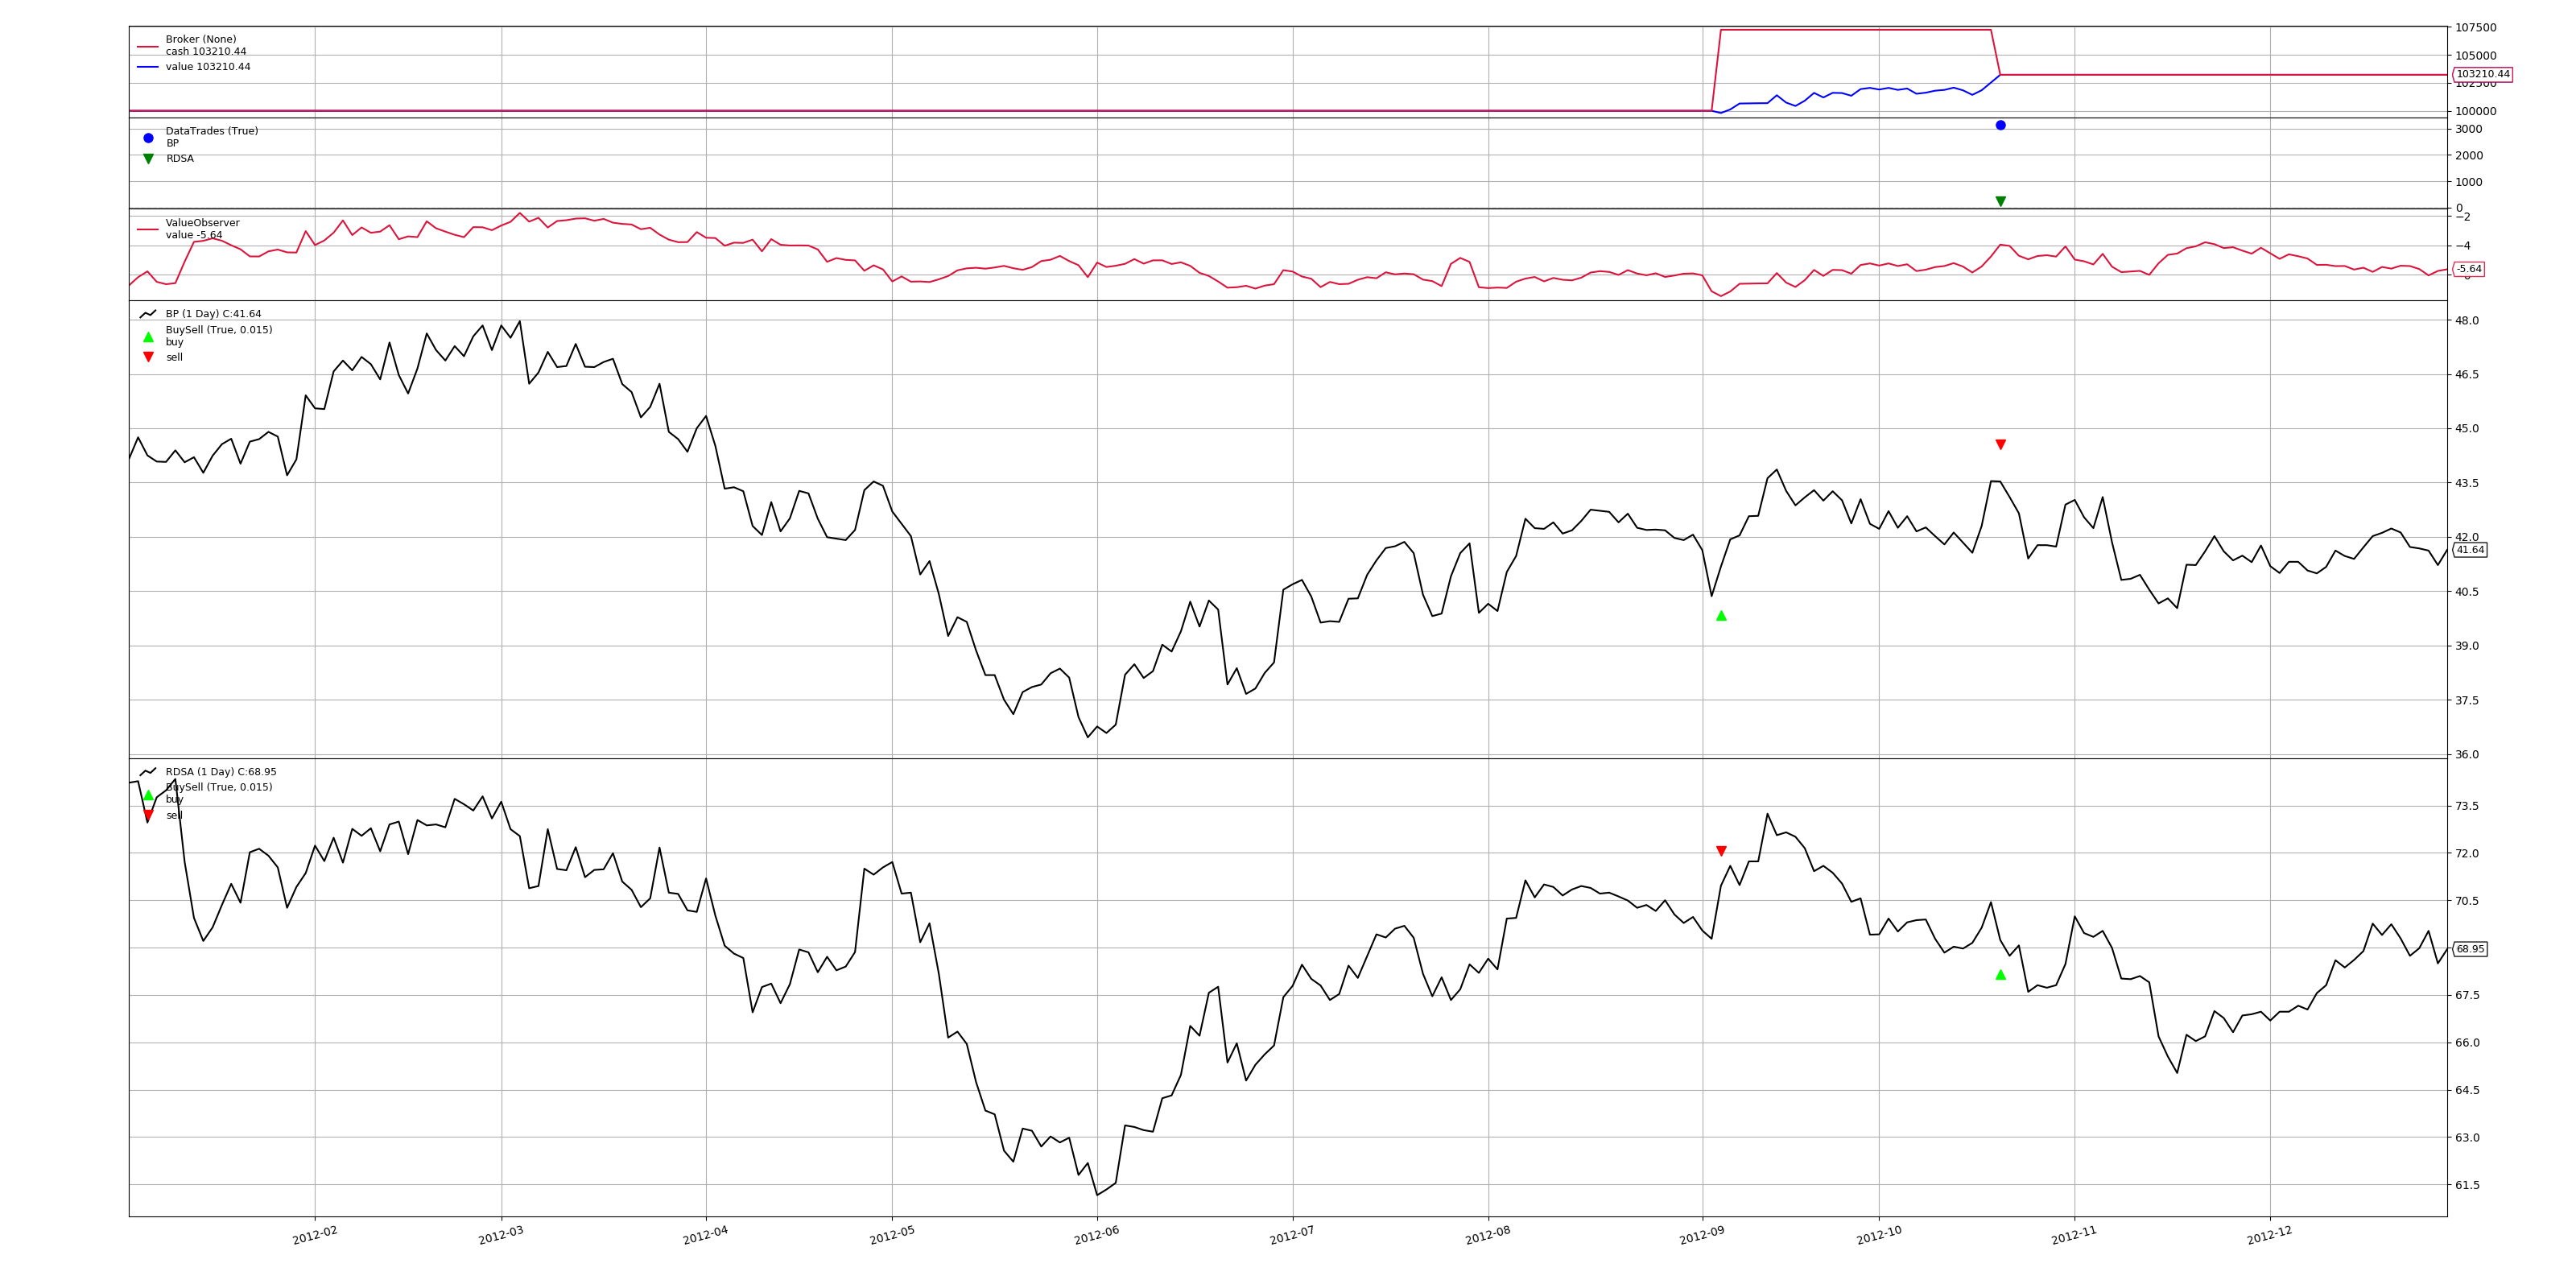 Broker (None)
cash 103210.44
value 103210.44
107500
105000
103210.44
102500
100000
DataTrades (True)
BP
RDSA
3000
2000
1000
0
ValueObserver
value -5.64
−2
−4
-5.64
BP (1 Day) C:41.64
BuySell (True, 0.015)
buy
sell
48.0
46.5
45.0
43.5
42.0
41.64
40.5
39.0
37.5
36.0
RDSA (1 Day) C:68.95
BuySell (True, 0.015)
buy
sell
73.5
72.0
70.5
68.95
67.5
66.0
64.5
63.0
61.5
2012-02
2012-03
2012-04
2012-05
2012-06
2012-07
2012-08
2012-09
2012-10
2012-11
2012-12